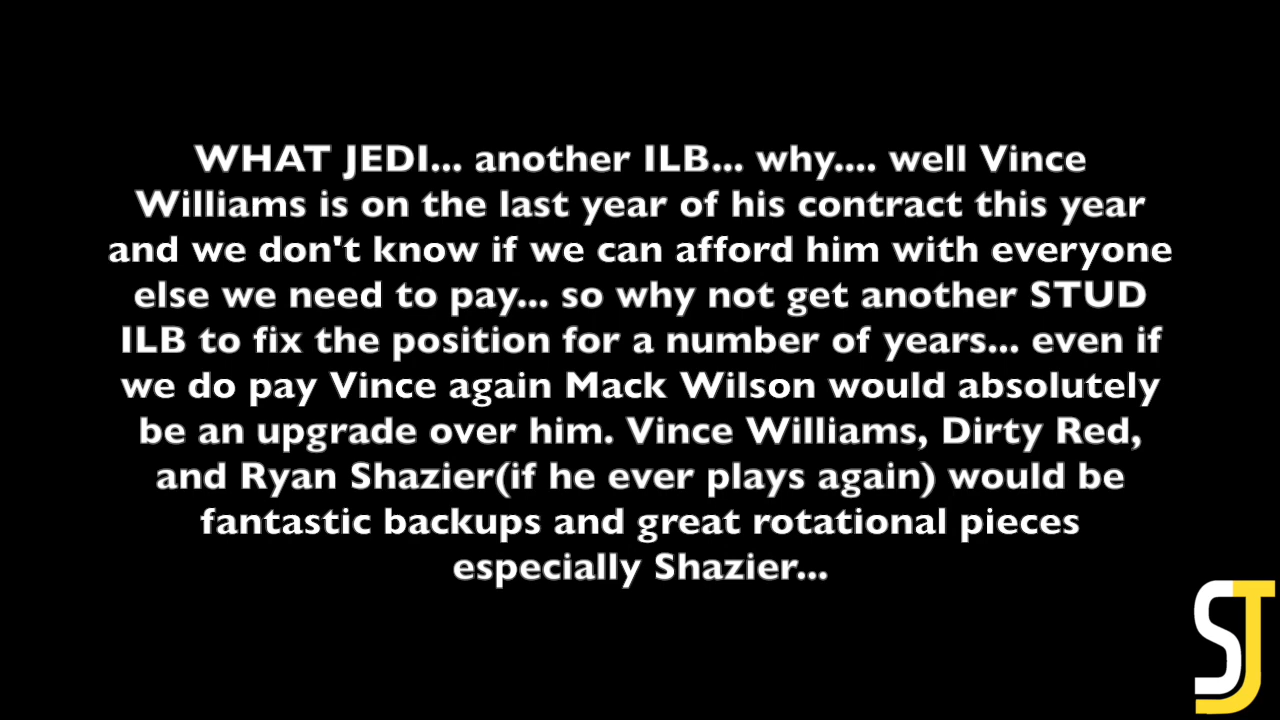 WHAT JEDI... another ILB... why.... well Vince
Williams is on the last year of his contract this year
and we don't know if we can afford him with everyone
else we need to pay... so why not get another STUD
ILB to fix the position for a number of years... even if
we do pay Vince again Mack Wilson would absolutely
be an upgrade over him. Vince Williams, Dirty Red,
and Ryan Shazier(if he ever plays again) would be
fantastic backups and great rotational pieces
especially Shazier...
SJ